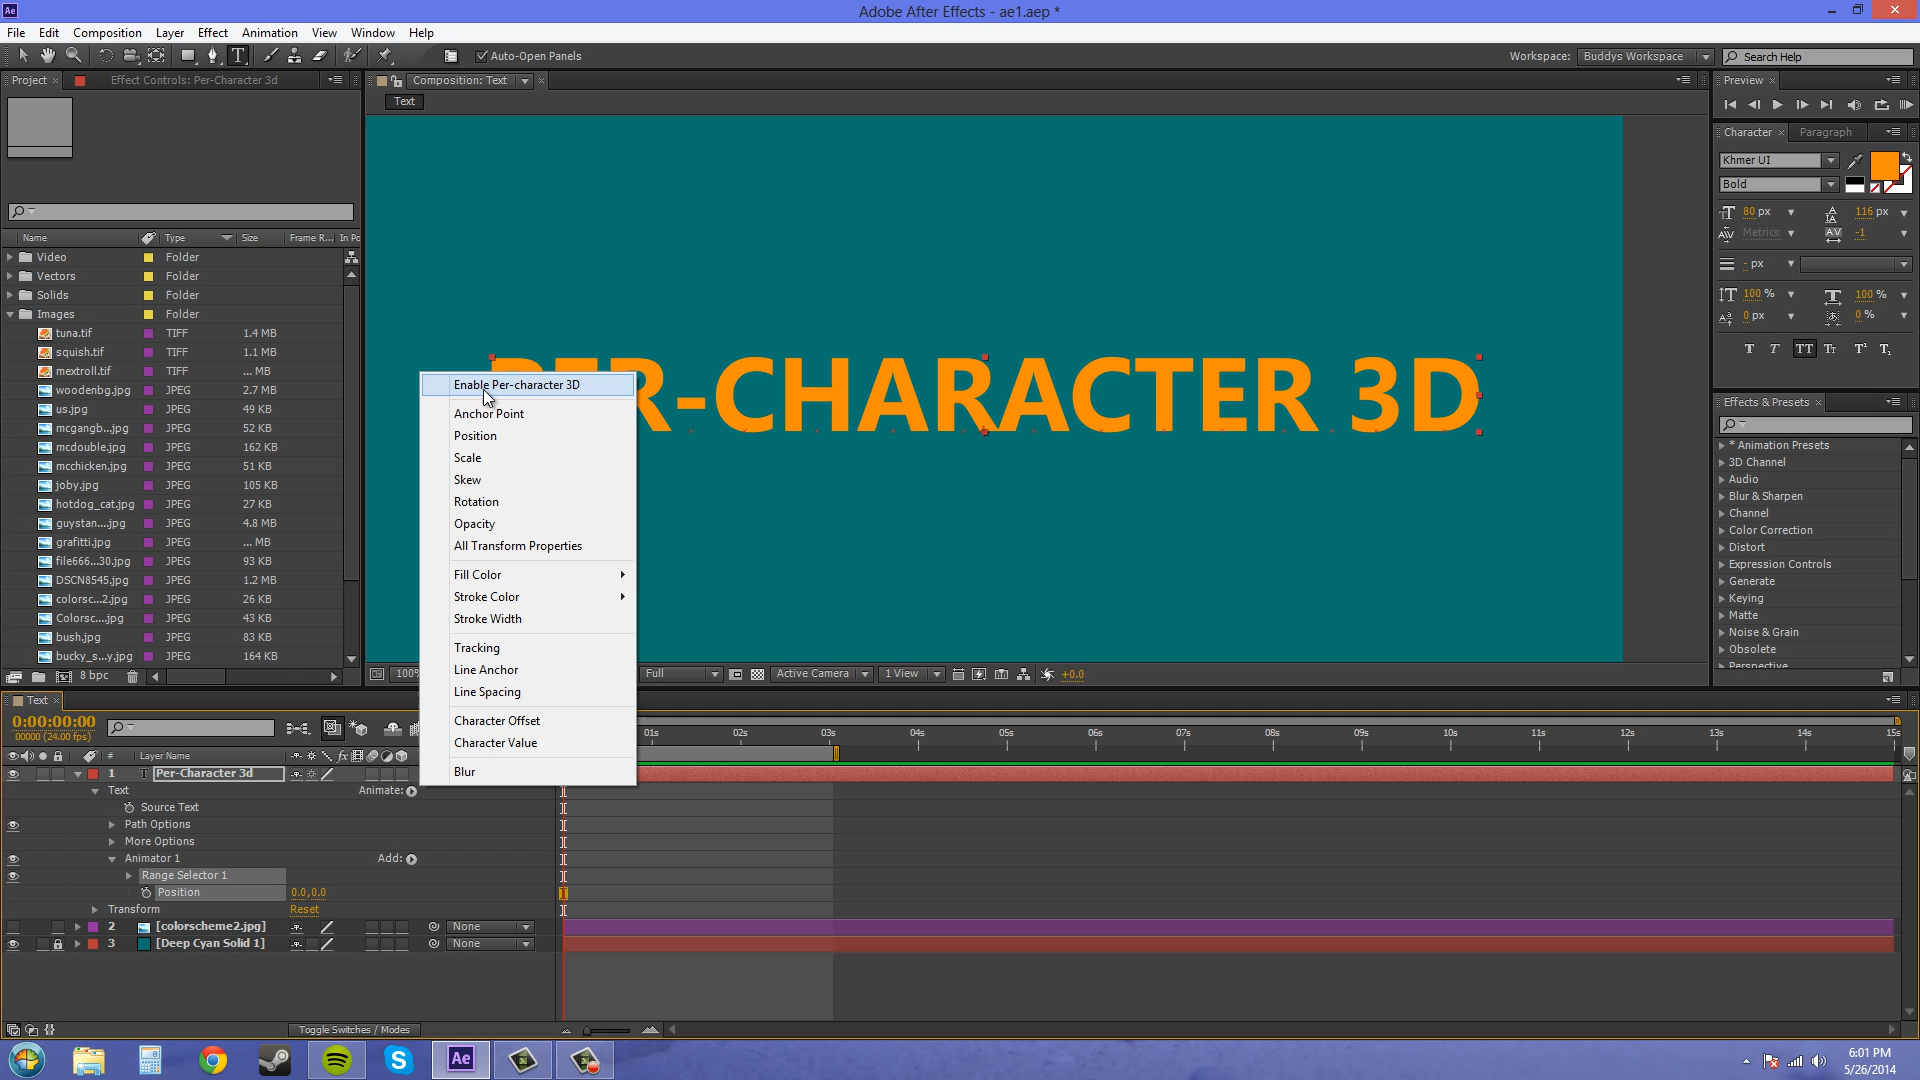 Ae
Adobe After Effects - ae1.aep *
File Edit Composition Layer Effect Animation View Window Help
Auto-Open Panels
Workspace: Buddys Workspace
Search Help
Project
Effect Controls: Per-Character 3d
Composition: Text
Text
Preview
Character Paragraph
Khmer UI
Bold
80 px 116 px
Metrics -1
- px
100 % 100 %
0 px 0 %
T T TT Tт T¹ T₁
Effects & Presets
* Animation Presets
3D Channel
Audio
Blur & Sharpen
Channel
Color Correction
Distort
Expression Controls
Generate
Keying
Matte
Noise & Grain
Obsolete
Perspective
Name Type Size Frame R... In Po
Video Folder
Vectors Folder
Solids Folder
Images Folder
tuna.tif TIFF 1.4 MB
squish.tif TIFF 1.1 MB
mextroll.tif TIFF ... MB
woodenbg.jpg JPEG 2.7 MB
us.jpg JPEG 49 KB
mcgangb...jpg JPEG 52 KB
mcdouble.jpg JPEG 162 KB
mcchicken.jpg JPEG 51 KB
joby.jpg JPEG 105 KB
hotdog_cat.jpg JPEG 27 KB
guystan....jpg JPEG 4.8 MB
grafitti.jpg JPEG ... MB
file666...30.jpg JPEG 93 KB
DSCN8545.jpg JPEG 1.2 MB
colorsc...2.jpg JPEG 26 KB
Colorsc....jpg JPEG 43 KB
bush.jpg JPEG 83 KB
bucky_s...y.jpg JPEG 164 KB
8 bpc
PER-CHARACTER 3D
Enable Per-character 3D
Anchor Point
Position
Scale
Skew
Rotation
Opacity
All Transform Properties
Fill Color
Stroke Color
Stroke Width
Tracking
Line Anchor
Line Spacing
Character Offset
Character Value
Blur
100% Full Active Camera 1 View +0.0
Text
0:00:00:00
00000 (24.00 fps)
01s 02s 03s 04s 05s 06s 07s 08s 09s 10s 11s 12s 13s 14s 15s
# Layer Name fx
1 T Per-Character 3d
Text Animate:
Source Text
Path Options
More Options
Animator 1 Add:
Range Selector 1
Position 0.0,0.0
Transform Reset
2 [colorscheme2.jpg] None
3 [Deep Cyan Solid 1] None
Toggle Switches / Modes
Ae
6:01 PM
5/26/2014